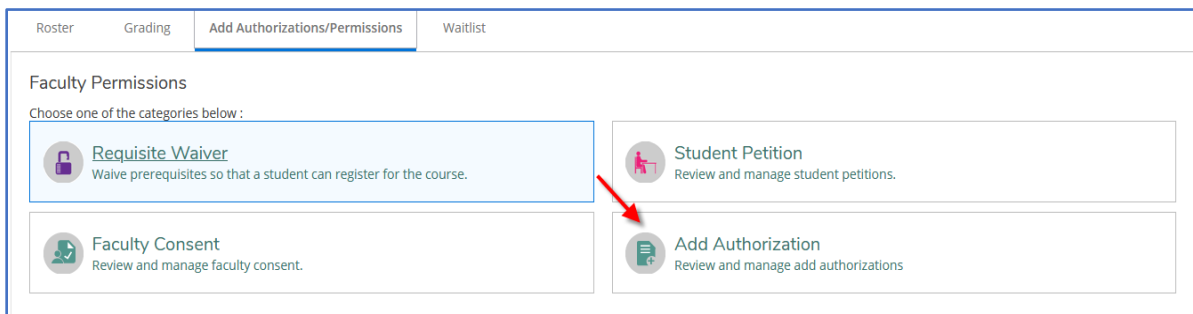 Roster Grading Add Authorizations/Permissions Waitlist
Faculty Permissions
Choose one of the categories below :
Requisite Waiver
Waive prerequisites so that a student can register for the course.
Student Petition
Review and manage student petitions.
Faculty Consent
Review and manage faculty consent.
Add Authorization
Review and manage add authorizations